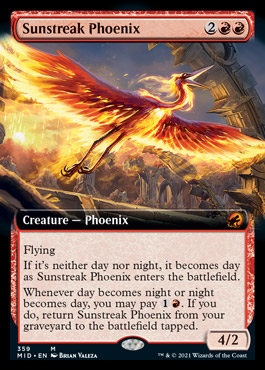 Sunstreak Phoenix 2
Creature — Phoenix
Flying
If it's neither day nor night, it becomes day
as Sunstreak Phoenix enters the battlefield.
Whenever day becomes night or night
becomes day, you may pay 1. If you
do, return Sunstreak Phoenix from your
graveyard to the battlefield tapped.
4/2
359 M
MID • EN BRIAN VALEZA ™ & © 2021 Wizards of the Coast